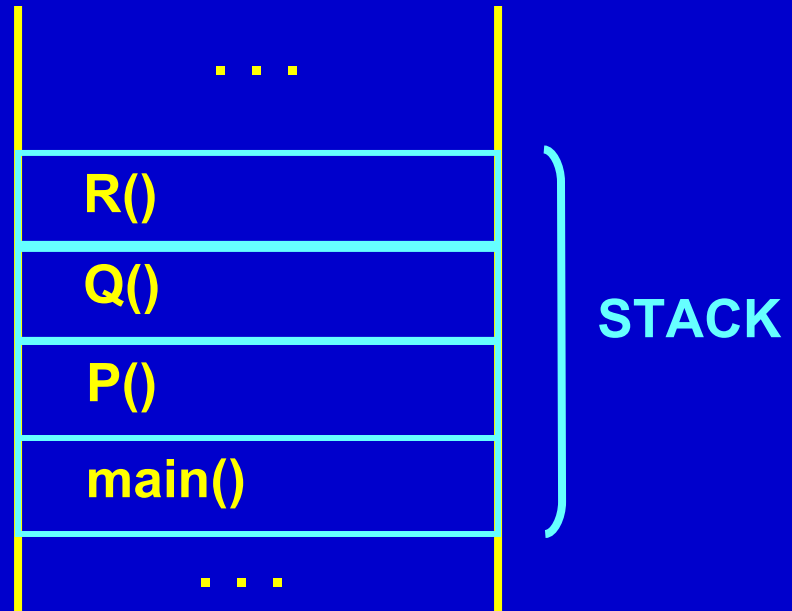 . . .
R()
Q()
STACK
P()
main()
. . .